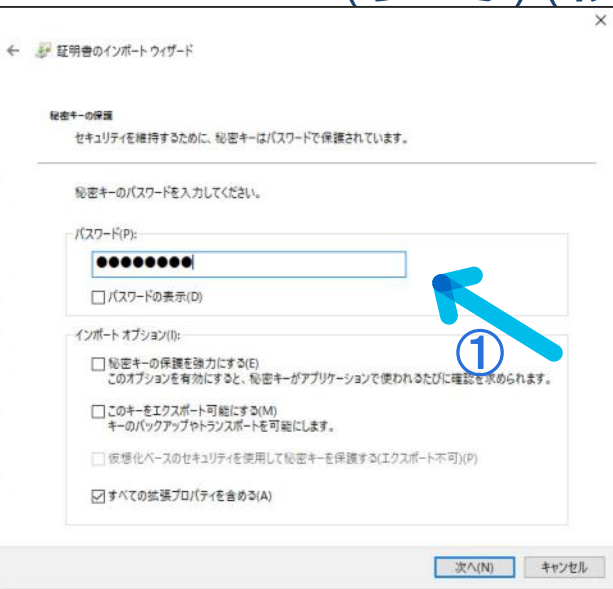 証明書のインポート ウィザード
秘密キーの保護
セキュリティを維持するために、秘密キーはパスワードで保護されています。
秘密キーのパスワードを入力してください。
パスワード(P):
●●●●●●●●
パスワードの表示(D)
①
インポート オプション(I):
秘密キーの保護を強力にする(E)
このオプションを有効にすると、秘密キーがアプリケーションで使われるたびに確認を求められます。
このキーをエクスポート可能にする(M)
キーのバックアップやトランスポートを可能にします。
仮想化ベースのセキュリティを使用して秘密キーを保護する(エクスポート不可)(P)
すべての拡張プロパティを含める(A)
次へ(N) キャンセル